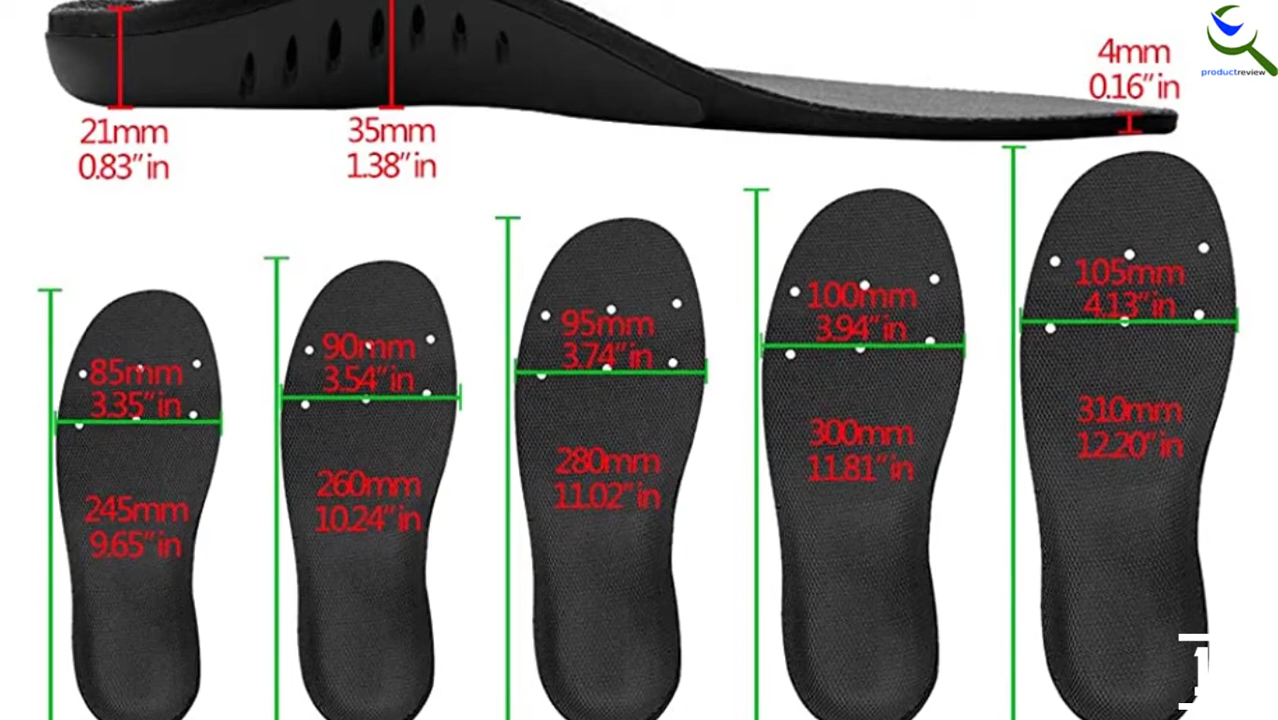 productreview
4mm
0.16” in
21mm
0.83” in
35mm
1.38” in
85mm
3.35” in
245mm
9.65” in
90mm
3.54” in
260mm
10.24” in
95mm
3.74” in
280mm
11.02” in
100mm
3.94” in
300mm
11.81” in
105mm
4.13” in
310mm
12.20” in